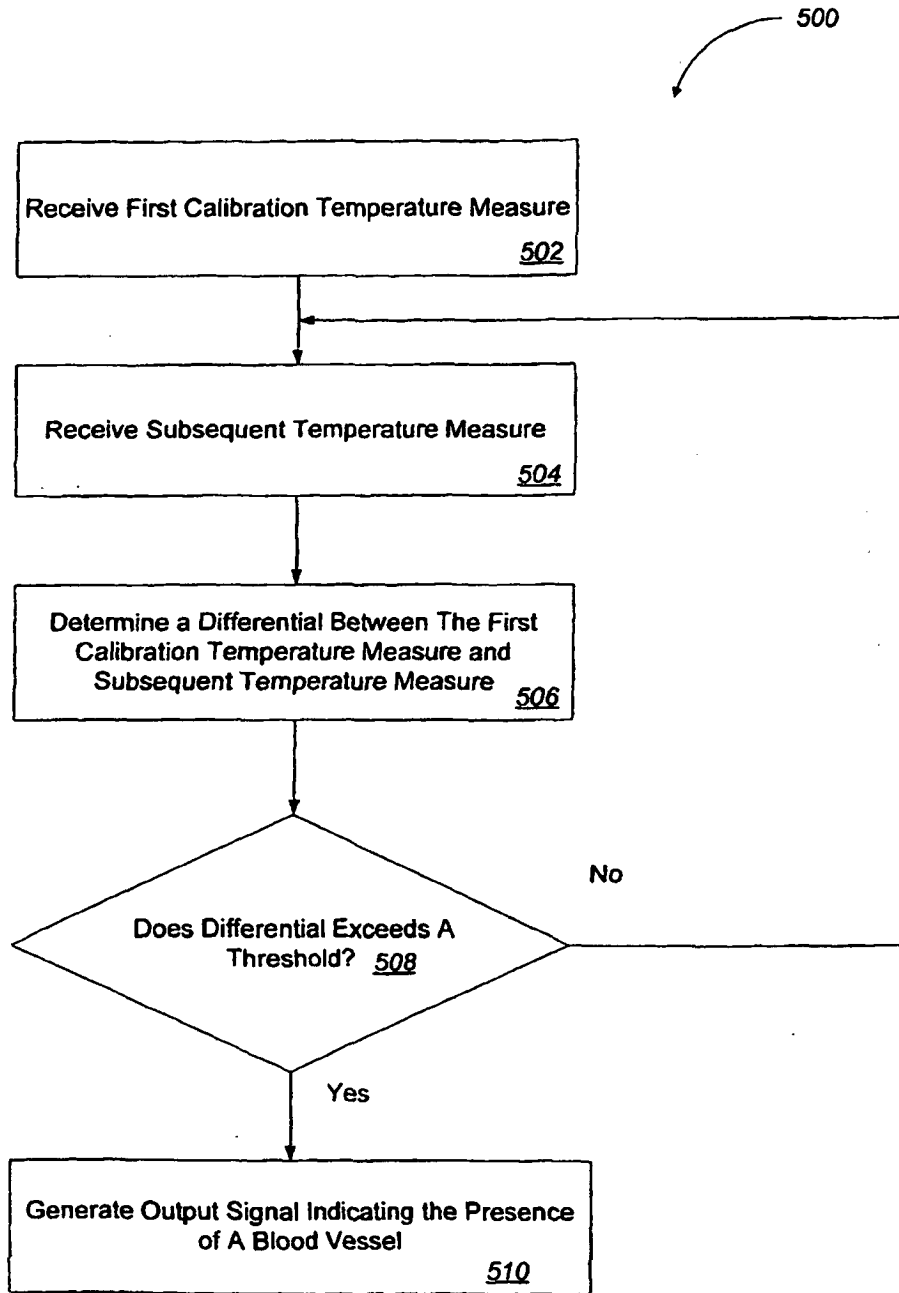 500
Receive First Calibration Temperature Measure
502
Receive Subsequent Temperature Measure
504
Determine a Differential Between The First
Calibration Temperature Measure and
Subsequent Temperature Measure
506
No
Does Differential Exceeds A
Threshold? 508
Yes
Generate Output Signal Indicating the Presence
of A Blood Vessel
510